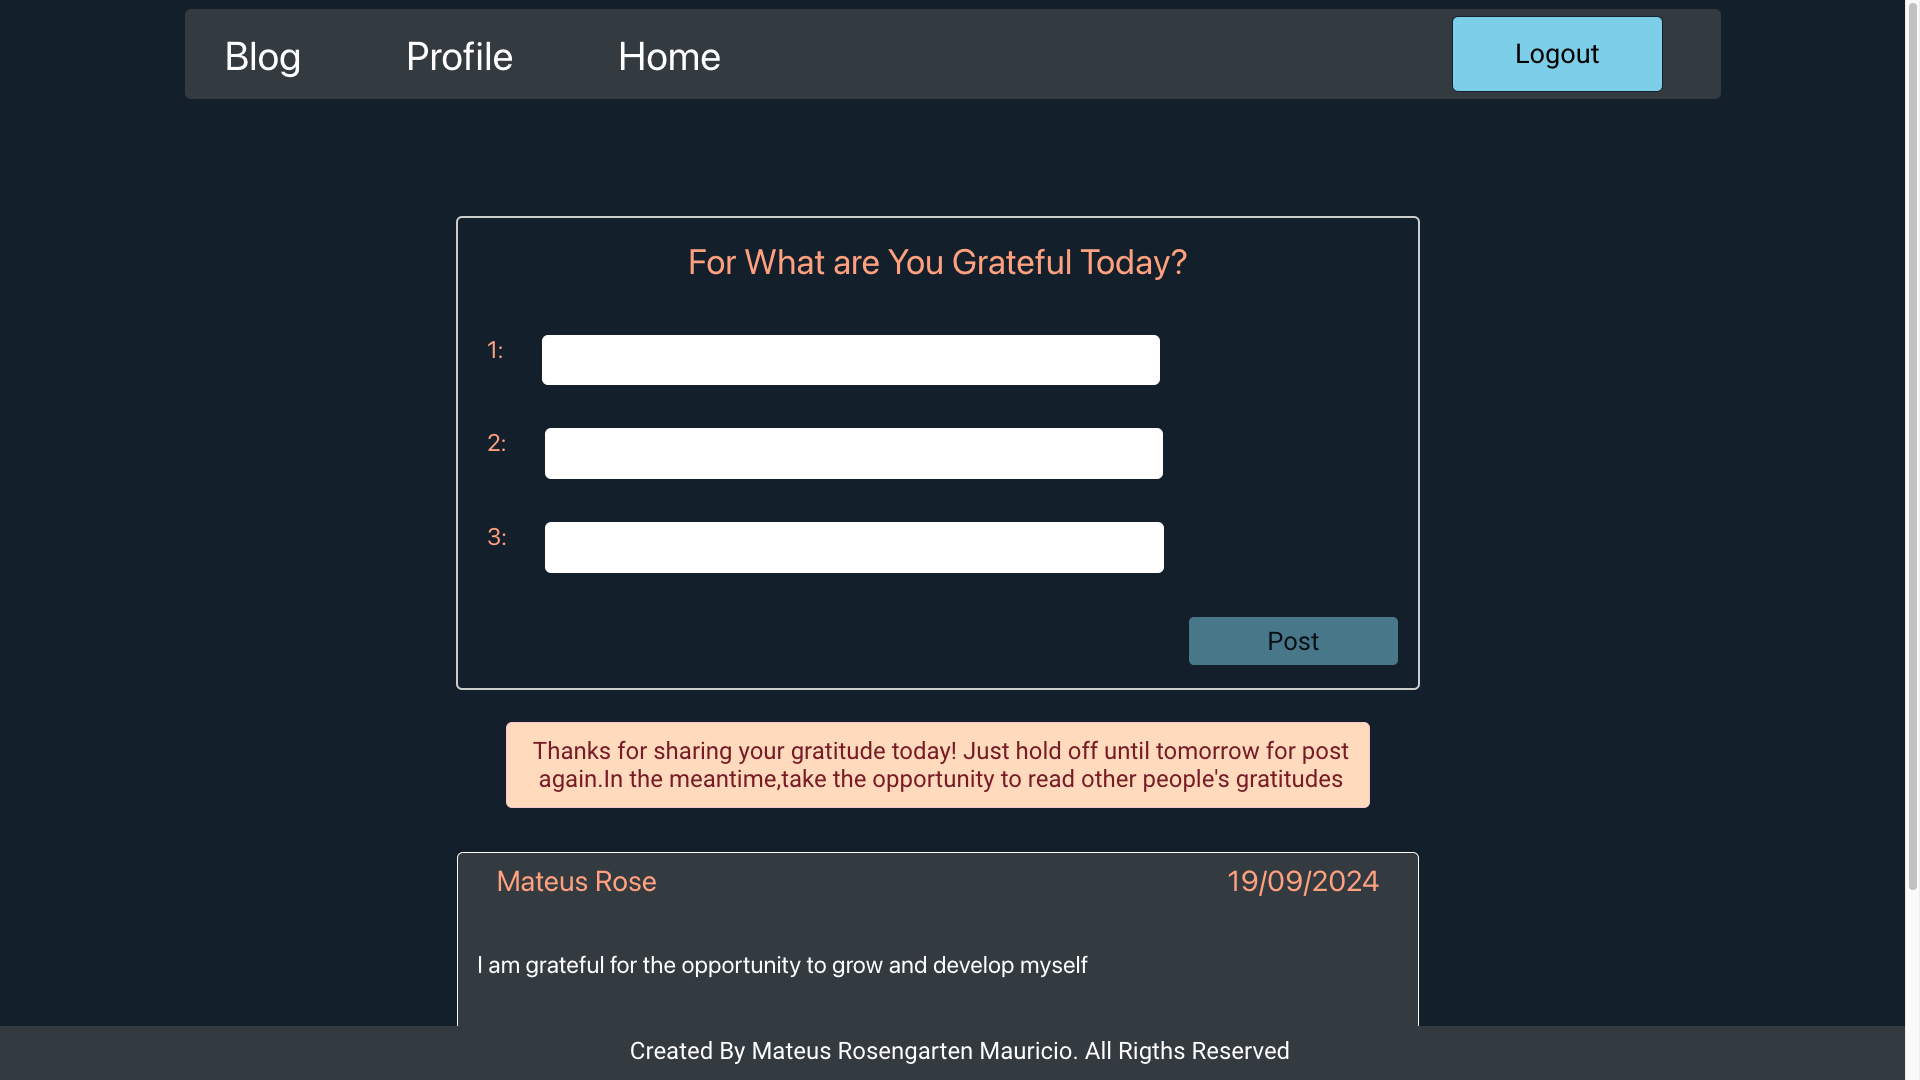 Blog Profile Home Logout
For What are You Grateful Today?
1:
2:
3:
Post
Thanks for sharing your gratitude today! Just hold off until tomorrow for post
again.In the meantime,take the opportunity to read other people's gratitudes
Mateus Rose 19/09/2024
I am grateful for the opportunity to grow and develop myself
Created By Mateus Rosengarten Mauricio. All Rigths Reserved